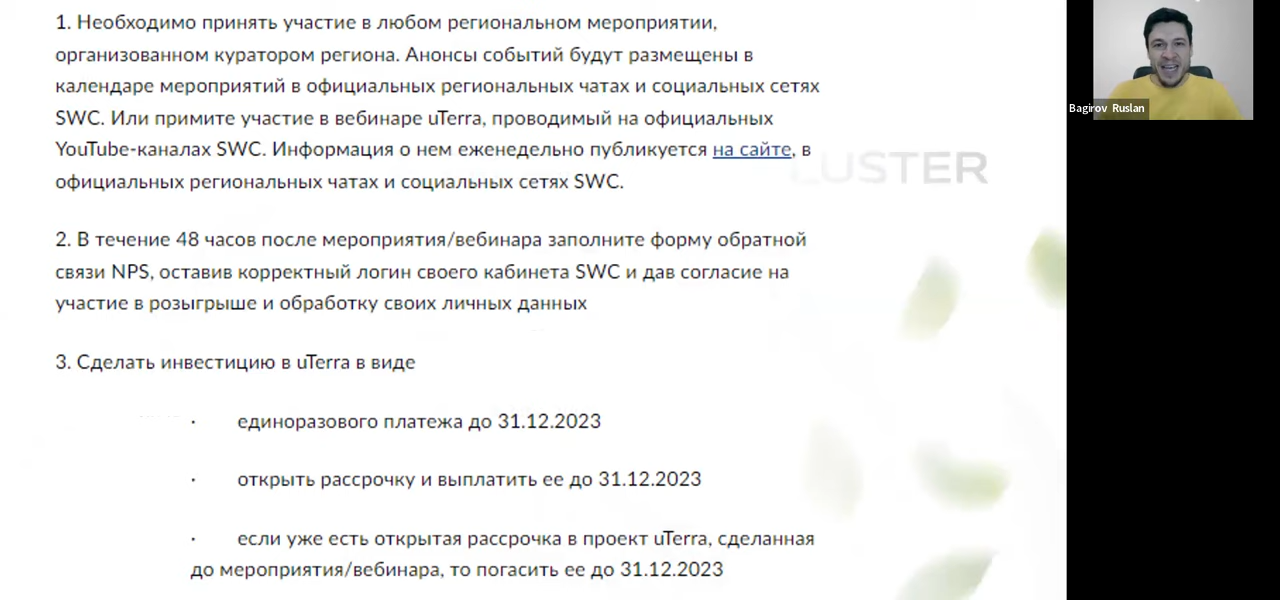 1. Необходимо принять участие в любом региональном мероприятии,
организованном куратором региона. Анонсы событий будут размещены в
календаре мероприятий в официальных региональных чатах и социальных сетях
SWC. Или примите участие в вебинаре uTerra, проводимый на официальных
YouTube-каналах SWC. Информация о нем еженедельно публикуется на сайте, в
официальных региональных чатах и социальных сетях SWC.
LUSTER
2. В течение 48 часов после мероприятия/вебинара заполните форму обратной
связи NPS, оставив корректный логин своего кабинета SWC и дав согласие на
участие в розыгрыше и обработку своих личных данных
3. Сделать инвестицию в uTerra в виде
· единоразового платежа до 31.12.2023
· открыть рассрочку и выплатить ее до 31.12.2023
· если уже есть открытая рассрочка в проект uTerra, сделанная
до мероприятия/вебинара, то погасить ее до 31.12.2023
Bagirov Ruslan